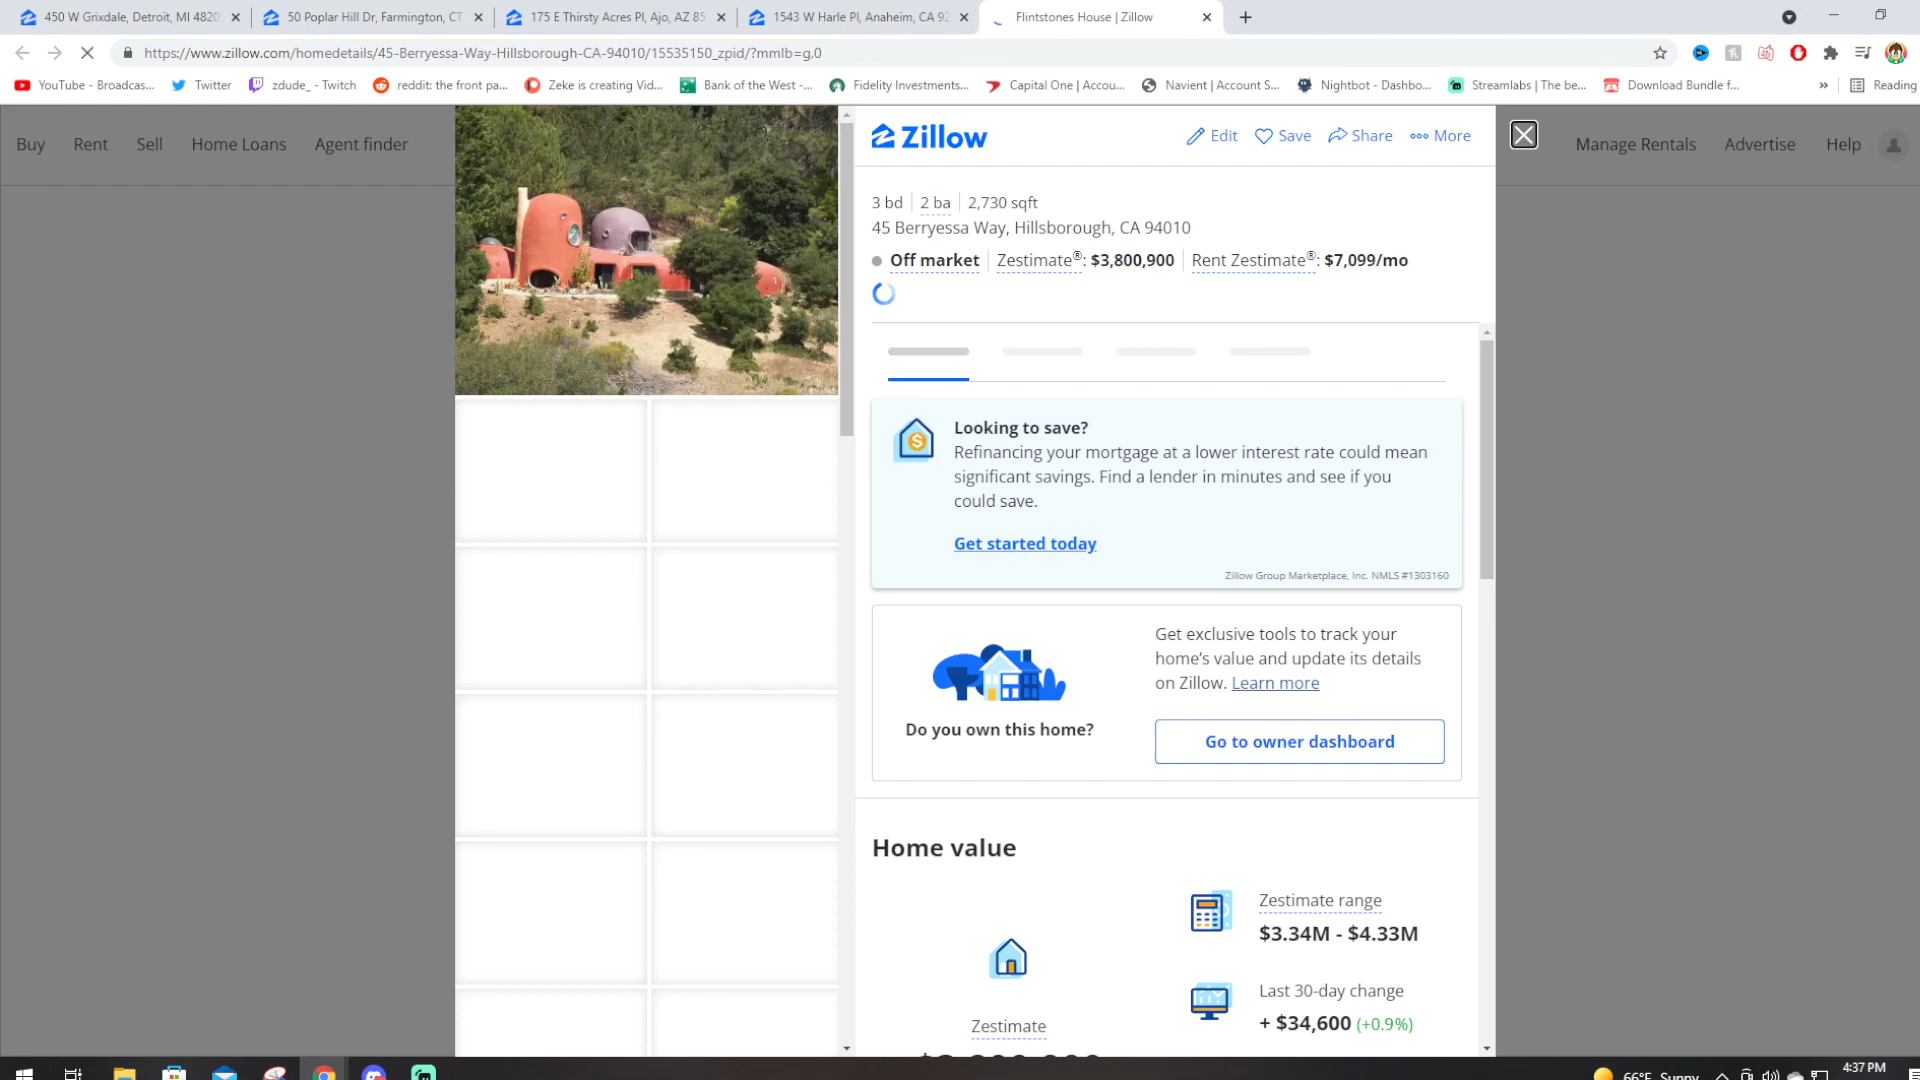 450 W Grixdale, Detroit, MI 4820
50 Poplar Hill Dr, Farmington, CT
175 E Thirsty Acres Pl, Ajo, AZ 85
1543 W Harle Pl, Anaheim, CA 92
Flintstones House | Zillow
https://www.zillow.com/homedetails/45-Berryessa-Way-Hillsborough-CA-94010/15535150_zpid/?mmlb=g,0
YouTube - Broadcas...
Twitter
zdude_ - Twitch
reddit: the front pa...
Zeke is creating Vid...
Bank of the West -...
Fidelity Investments...
Capital One | Accou...
Navient | Account S...
Nightbot - Dashbo...
Streamlabs | The be...
Download Bundle f...
»
Reading
Buy
Rent
Sell
Home Loans
Agent finder
Manage Rentals
Advertise
Help
Zillow
Edit
Save
Share
More
3 bd | 2 ba | 2,730 sqft
45 Berryessa Way, Hillsborough, CA 94010
Off market | Zestimate®: $3,800,900 | Rent Zestimate®: $7,099/mo
Looking to save?
Refinancing your mortgage at a lower interest rate could mean
significant savings. Find a lender in minutes and see if you
could save.
Get started today
Zillow Group Marketplace, Inc. NMLS #1303160
Do you own this home?
Get exclusive tools to track your
home's value and update its details
on Zillow. Learn more
Go to owner dashboard
Home value
Zestimate
Zestimate range
$3.34M - $4.33M
Last 30-day change
+ $34,600 (+0.9%)
66°F Sunny
4:37 PM